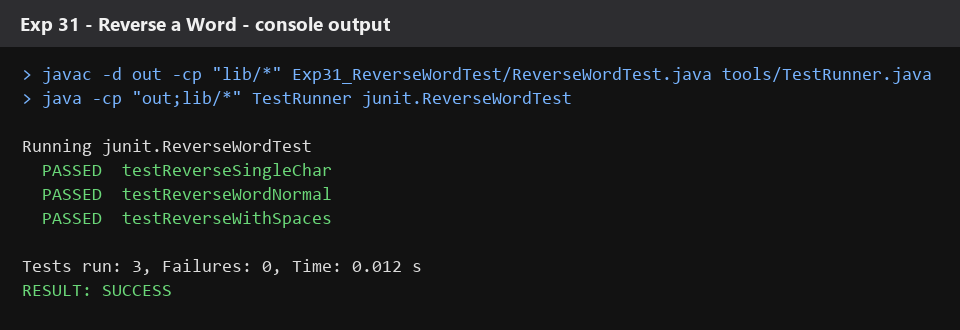 Exp 31 - Reverse a Word - console output
> javac -d out -cp "lib/*" Exp31_ReverseWordTest/ReverseWordTest.java tools/TestRunner.java
> java -cp "out;lib/*" TestRunner junit.ReverseWordTest
Running junit.ReverseWordTest
PASSED  testReverseSingleChar
PASSED  testReverseWordNormal
PASSED  testReverseWithSpaces
Tests run: 3, Failures: 0, Time: 0.012 s
RESULT: SUCCESS